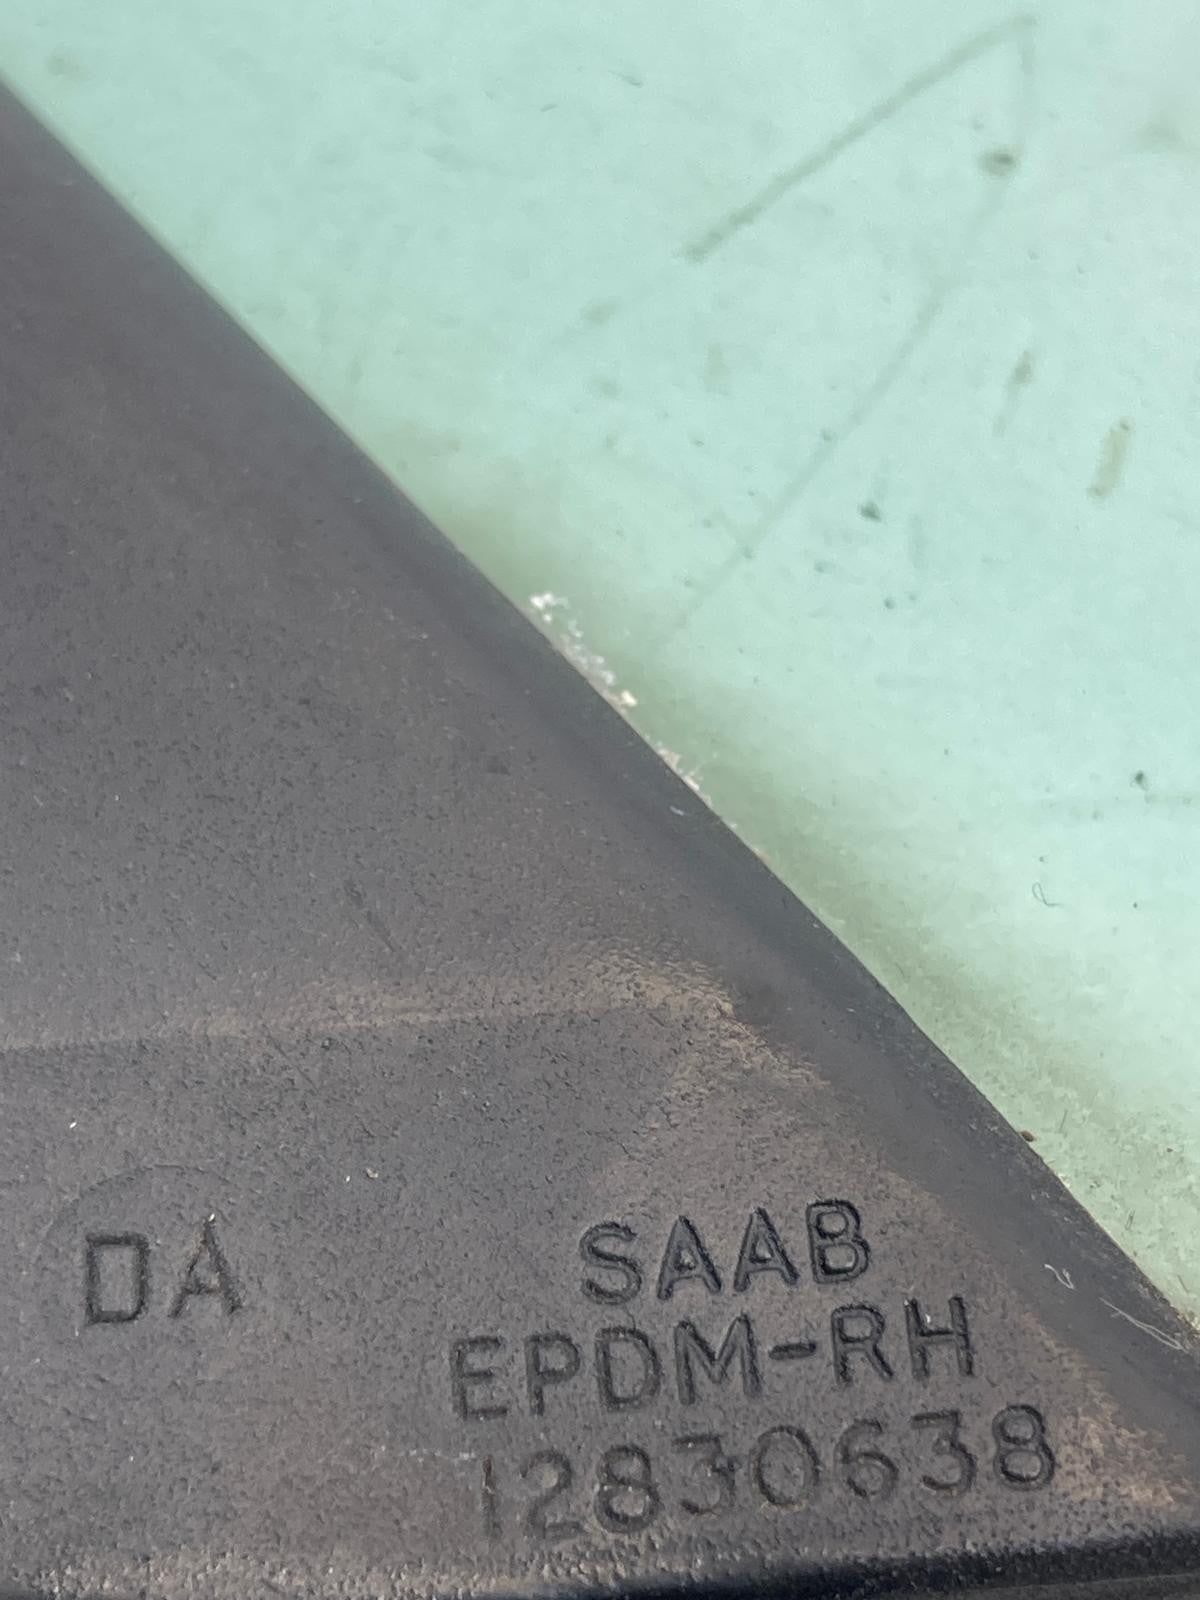 DA
SAAB
EPDM-RH
12830638